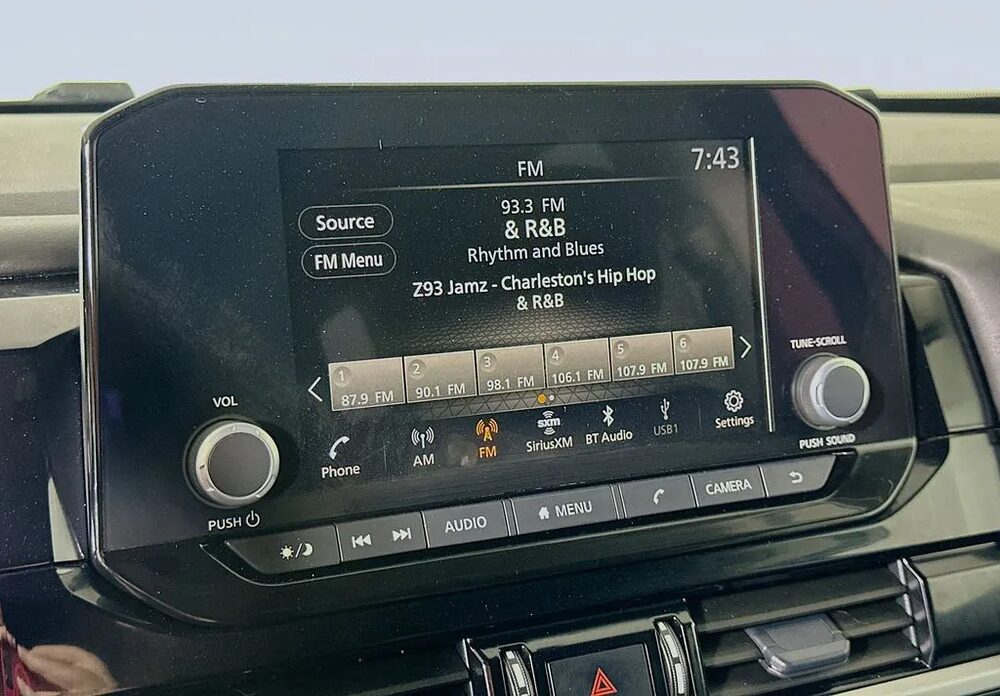 FM
7:43
Source
FM Menu
93.3 FM
& R&B
Rhythm and Blues
Z93 Jamz - Charleston's Hip Hop
& R&B
1
87.9 FM
2
90.1 FM
3
98.1 FM
4
106.1 FM
5
107.9 FM
6
107.9 FM
Phone
AM
FM
sxm
SiriusXM
BT Audio
USB1
Settings
VOL
PUSH
TUNE-SCROLL
PUSH SOUND
AUDIO
MENU
CAMERA